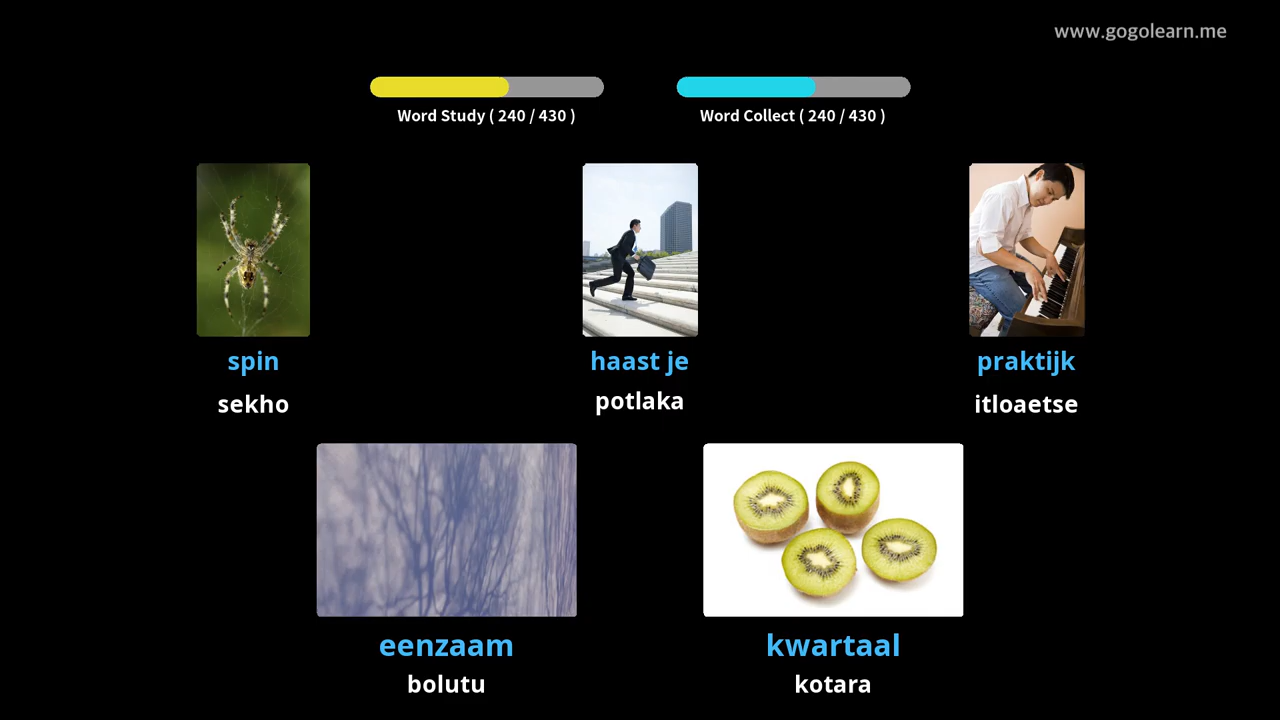 www.gogolearn.me
Word Study ( 240 / 430 )
Word Collect ( 240 / 430 )
spin
sekho
haast je
potlaka
praktijk
itloaetse
eenzaam
bolutu
kwartaal
kotara